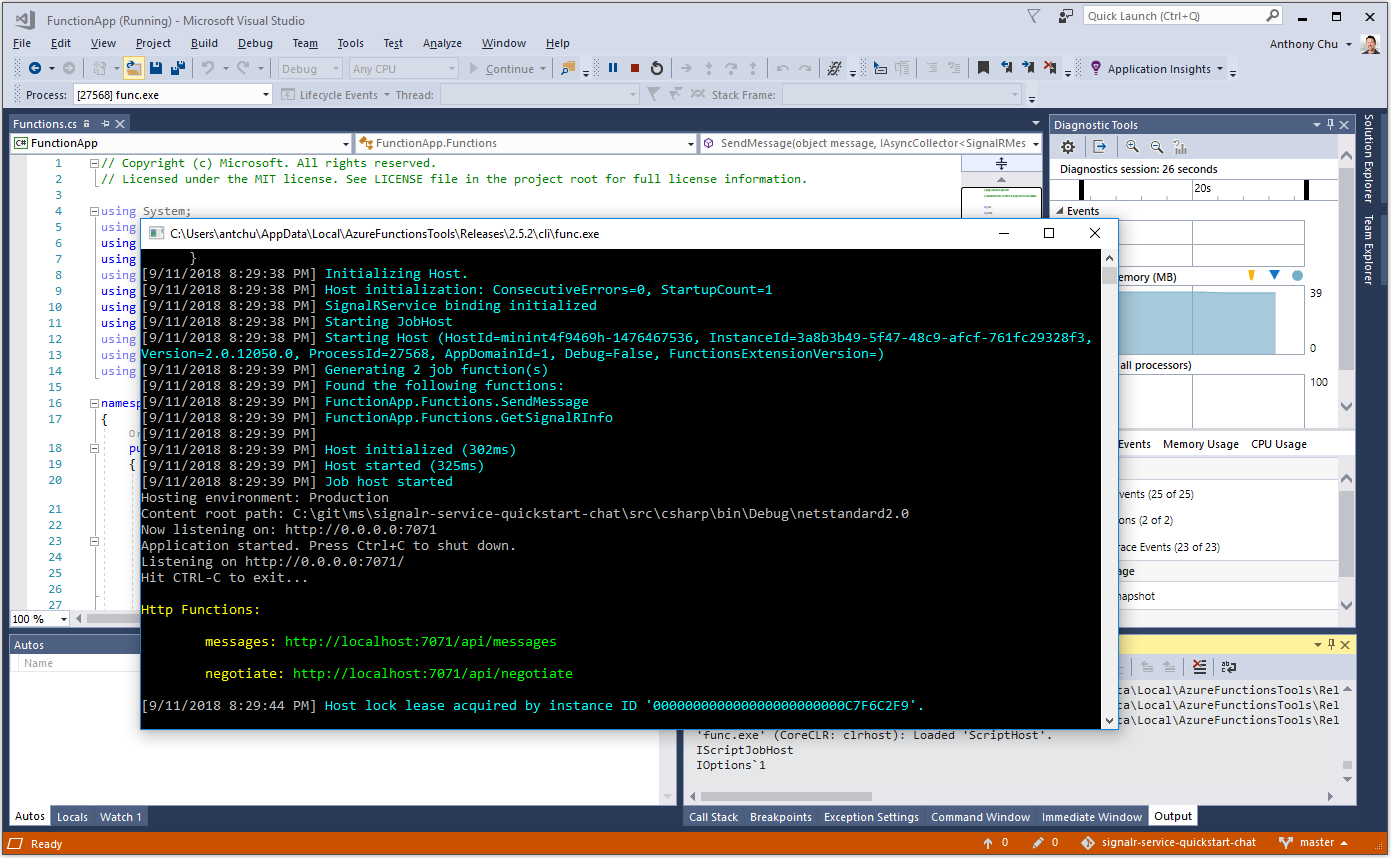 FunctionApp (Running) - Microsoft Visual Studio
Quick Launch (Ctrl+Q)
File Edit View Project Build Debug Team Tools Test Analyze Window Help
Anthony Chu
Debug Any CPU Continue Application Insights
Process: [27568] func.exe Lifecycle Events Thread: Stack Frame:
Functions.cs
FunctionApp FunctionApp.Functions SendMessage(object message, IAsyncCollector<SignalRMes
1 // Copyright (c) Microsoft. All rights reserved.
2 // Licensed under the MIT license. See LICENSE file in the project root for full license information.
3
4 using System;
5 using
6 using
7 using
8 using
9 using
10 using
11 using
12 using
13 using
14 using
15
16 namesp
17 {
18 pu
19 {
20
21
22
23
24
25
26
27
100 %
Diagnostic Tools
Diagnostics session: 26 seconds
20s
Events
emory (MB)
39
0
all processors)
100
Events Memory Usage CPU Usage
vents (25 of 25)
ons (2 of 2)
race Events (23 of 23)
age
napshot
Solution Explorer
Team Explorer
C:\Users\antchu\AppData\Local\AzureFunctionsTools\Releases\2.5.2\cli\func.exe
}
[9/11/2018 8:29:38 PM] Initializing Host.
[9/11/2018 8:29:38 PM] Host initialization: ConsecutiveErrors=0, StartupCount=1
[9/11/2018 8:29:38 PM] SignalRService binding initialized
[9/11/2018 8:29:38 PM] Starting JobHost
[9/11/2018 8:29:38 PM] Starting Host (HostId=minint4f9469h-1476467536, InstanceId=3a8b3b49-5f47-48c9-afcf-761fc29328f3,
Version=2.0.12050.0, ProcessId=27568, AppDomainId=1, Debug=False, FunctionsExtensionVersion=)
[9/11/2018 8:29:39 PM] Generating 2 job function(s)
[9/11/2018 8:29:39 PM] Found the following functions:
[9/11/2018 8:29:39 PM] FunctionApp.Functions.SendMessage
[9/11/2018 8:29:39 PM] FunctionApp.Functions.GetSignalRInfo
[9/11/2018 8:29:39 PM]
[9/11/2018 8:29:39 PM] Host initialized (302ms)
[9/11/2018 8:29:39 PM] Host started (325ms)
[9/11/2018 8:29:39 PM] Job host started
Hosting environment: Production
Content root path: C:\git\ms\signalr-service-quickstart-chat\src\csharp\bin\Debug\netstandard2.0
Now listening on: http://0.0.0.0:7071
Application started. Press Ctrl+C to shut down.
Listening on http://0.0.0.0:7071/
Hit CTRL-C to exit...
Http Functions:
messages: http://localhost:7071/api/messages
negotiate: http://localhost:7071/api/negotiate
[9/11/2018 8:29:44 PM] Host lock lease acquired by instance ID '000000000000000000000000C7F6C2F9'.
Autos
Name
ca\Local\AzureFunctionsTools\Rel
ca\Local\AzureFunctionsTools\Rel
ca\Local\AzureFunctionsTools\Rel
'func.exe' (CoreCLR: clrhost): Loaded 'ScriptHost'.
IScriptJobHost
IOptions`1
Autos Locals Watch 1
Call Stack Breakpoints Exception Settings Command Window Immediate Window Output
Ready 0 0 signalr-service-quickstart-chat master